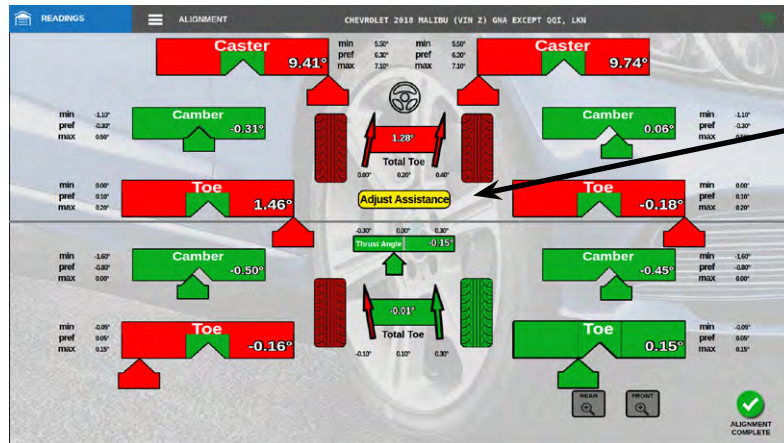 READINGS
ALIGNMENT
CHEVROLET 2018 MALIBU (VIN Z) GNA EXCEPT QQI, LKN
Caster
9.41°
min 5.50° min 5.50°
pref 6.30° pref 6.30°
max 7.10° max 7.10°
Caster
9.74°
min -1.10°
pref -0.30°
max 0.50°
Camber
-0.31°
1.28°
Total Toe
0.00° 0.20° 0.40°
Camber
0.06°
min -1.10°
pref -0.30°
max 0.50°
min 0.00°
pref 0.10°
max 0.20°
Toe
1.46°
Adjust Assistance
Toe
-0.18°
min 0.00°
pref 0.10°
max 0.20°
-0.30° 0.00° 0.30°
Thrust Angle -0.15°
min -1.60°
pref -0.80°
max 0.00°
Camber
-0.50°
Camber
-0.45°
min -1.60°
pref -0.80°
max 0.00°
-0.01°
Total Toe
-0.10° 0.10° 0.30°
min -0.05°
pref 0.05°
max 0.15°
Toe
-0.16°
Toe
0.15°
min -0.05°
pref 0.05°
max 0.15°
REAR
FRONT
ALIGNMENT
COMPLETE